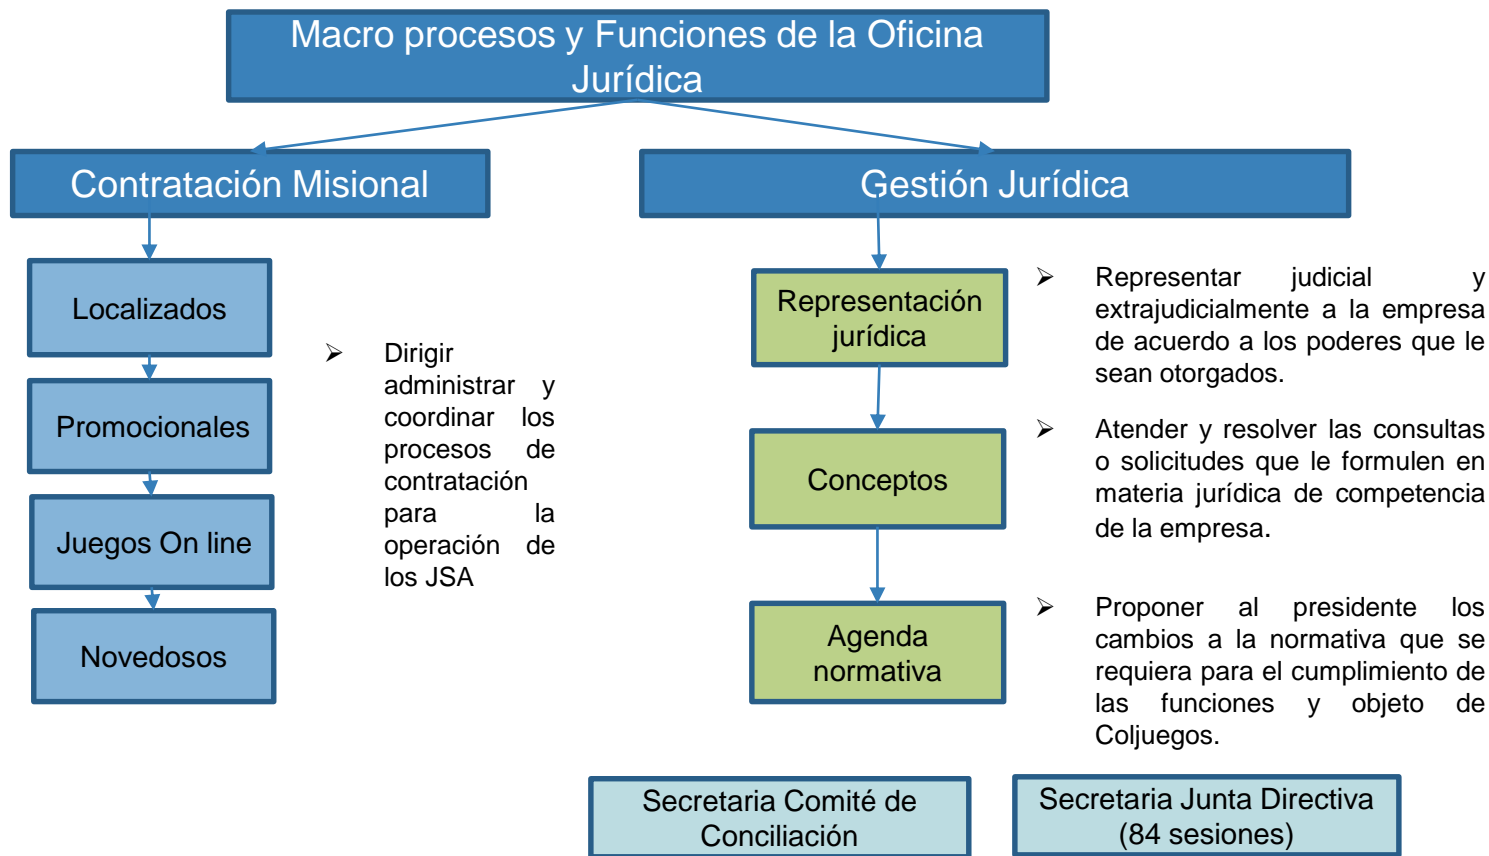 Macro procesos y Funciones de la Oficina
Jurídica
Contratación Misional
Localizados
Promocionales
Juegos On line
Novedosos
➢ Dirigir
administrar y
coordinar los
procesos de
contratación
para la
operación de
los JSA
Gestión Jurídica
Representación
jurídica
➢ Representar judicial y
extrajudicialmente a la empresa
de acuerdo a los poderes que le
sean otorgados.
Conceptos
➢ Atender y resolver las consultas
o solicitudes que le formulen en
materia jurídica de competencia
de la empresa.
Agenda
normativa
➢ Proponer al presidente los
cambios a la normativa que se
requiera para el cumplimiento de
las funciones y objeto de
Coljuegos.
Secretaria Comité de
Conciliación
Secretaria Junta Directiva
(84 sesiones)